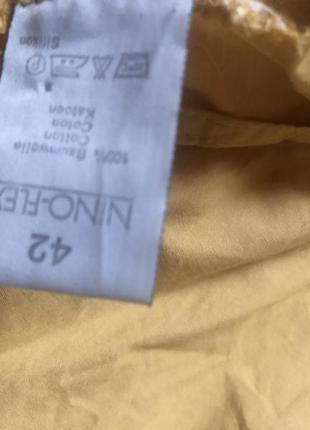 42
NINO-FLEX
100% Baumwolle
Cotton
Coton
Katoen
Silikon